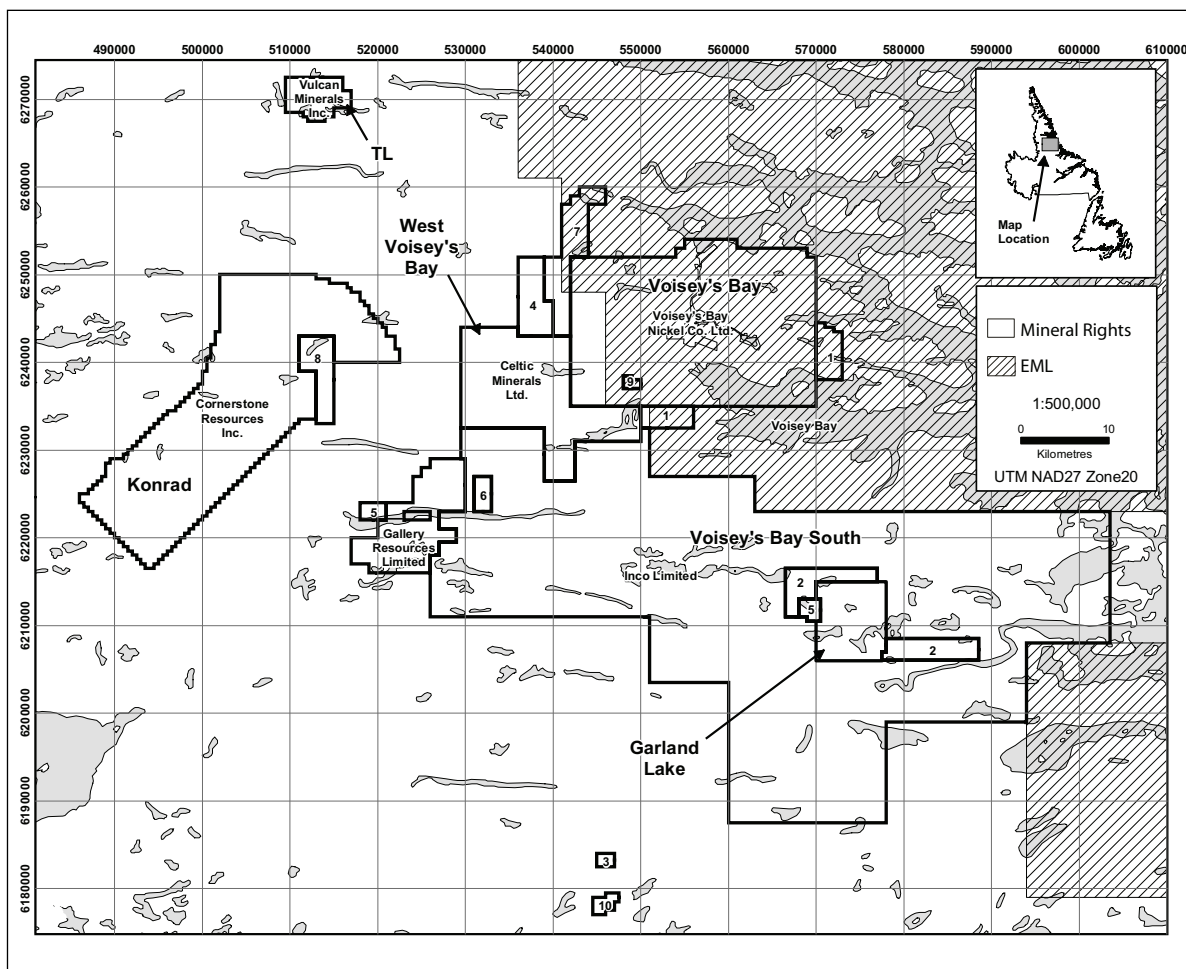 490000 500000 510000 520000 530000 540000 550000 560000 570000 580000 590000 600000 610000
6270000
6260000
6250000
6240000
6230000
6220000
6210000
6200000
6190000
6180000
Vulcan
Minerals
Inc.
TL
West
Voisey's
Bay
7
4
Voisey's Bay
Voisey's Bay
Nickel Co. Ltd.
1
8
Celtic
Minerals
Ltd.
9
1
Voisey Bay
Cornerstone
Resources
Inc.
Konrad
6
5
Gallery
Resources
Limited
Voisey's Bay South
Inco Limited
2
5
2
Garland
Lake
3
10
Map
Location
Mineral Rights
EML
1:500,000
0 10
Kilometres
UTM NAD27 Zone20